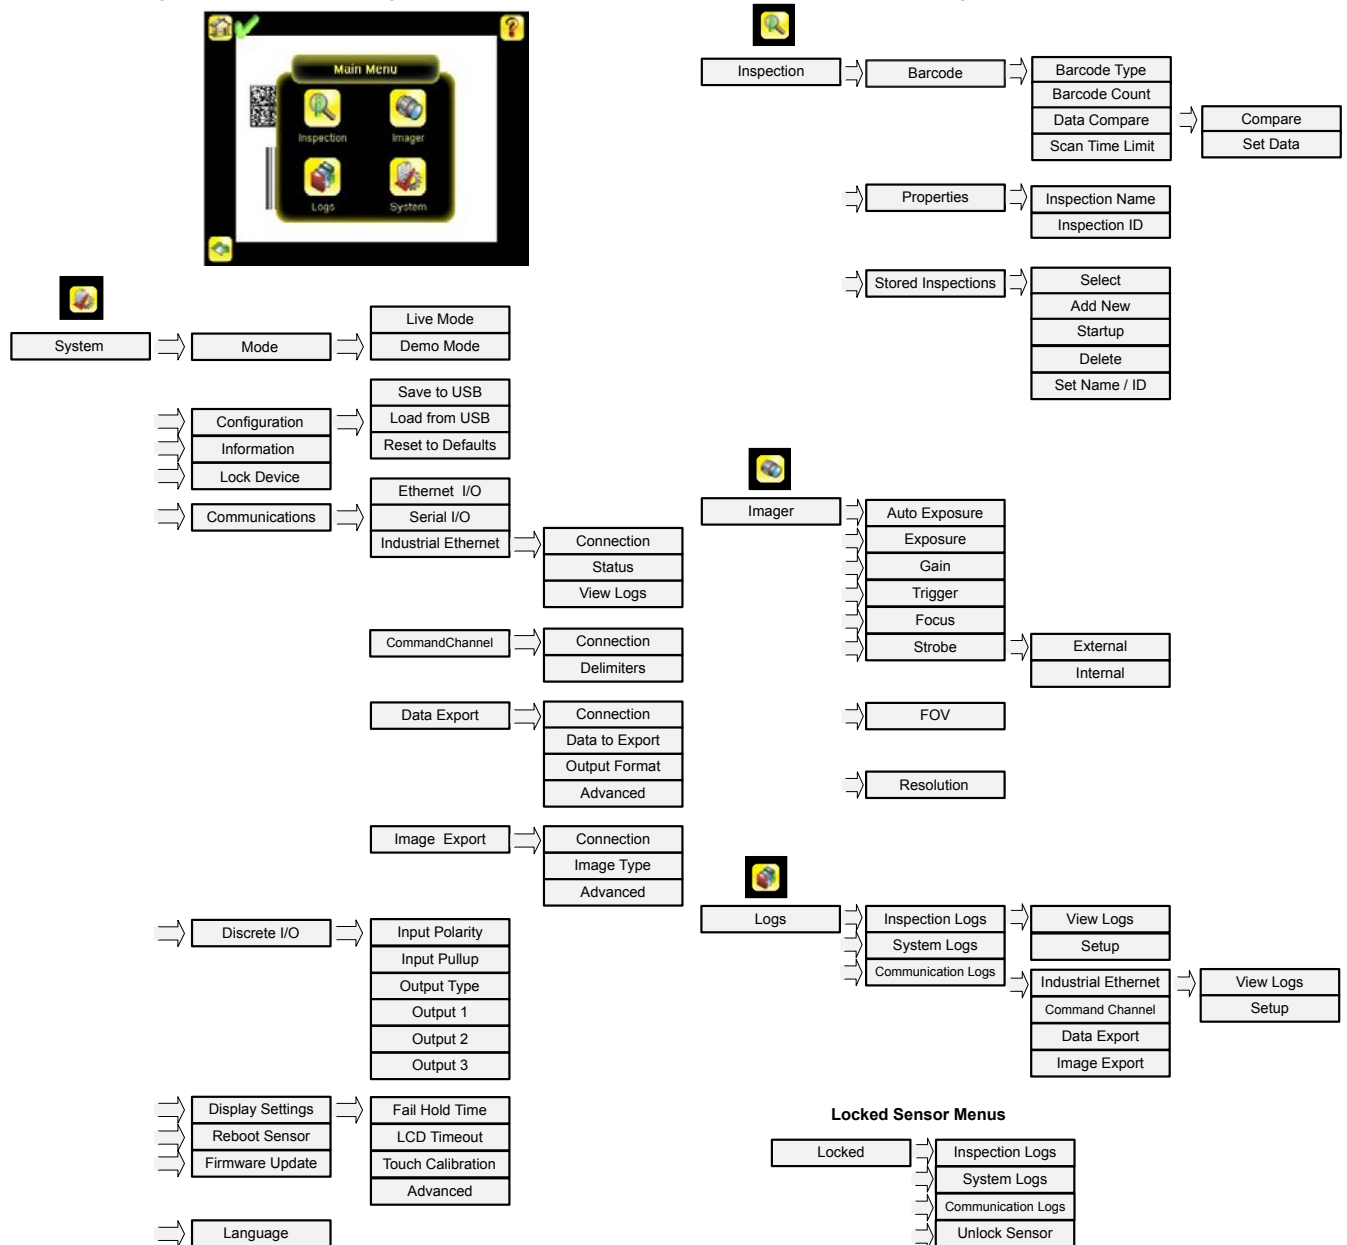 Main Menu
Inspection
Imager
Logs
System
System
Mode
Live Mode
Demo Mode
Configuration
Information
Lock Device
Save to USB
Load from USB
Reset to Defaults
Communications
Ethernet I/O
Serial I/O
Industrial Ethernet
Connection
Status
View Logs
CommandChannel
Connection
Delimiters
Data Export
Connection
Data to Export
Output Format
Advanced
Image Export
Connection
Image Type
Advanced
Discrete I/O
Input Polarity
Input Pullup
Output Type
Output 1
Output 2
Output 3
Display Settings
Reboot Sensor
Firmware Update
Fail Hold Time
LCD Timeout
Touch Calibration
Advanced
Language
Inspection
Barcode
Barcode Type
Barcode Count
Data Compare
Scan Time Limit
Compare
Set Data
Properties
Inspection Name
Inspection ID
Stored Inspections
Select
Add New
Startup
Delete
Set Name / ID
Imager
Auto Exposure
Exposure
Gain
Trigger
Focus
Strobe
External
Internal
FOV
Resolution
Logs
Inspection Logs
System Logs
Communication Logs
View Logs
Setup
Industrial Ethernet
Command Channel
Data Export
Image Export
View Logs
Setup
Locked Sensor Menus
Locked
Inspection Logs
System Logs
Communication Logs
Unlock Sensor